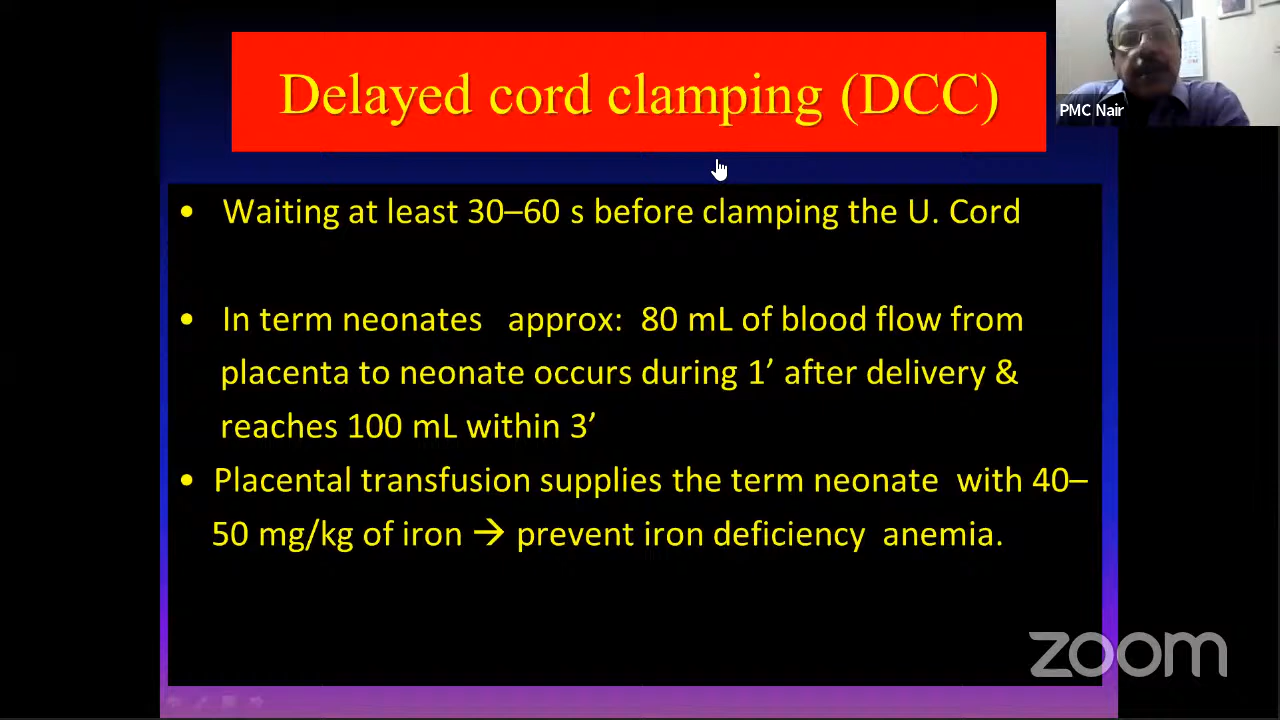 Delayed cord clamping (DCC)
PMC Nair
• Waiting at least 30–60 s before clamping the U. Cord
• In term neonates approx: 80 mL of blood flow from
placenta to neonate occurs during 1’ after delivery &
reaches 100 mL within 3’
• Placental transfusion supplies the term neonate with 40–
50 mg/kg of iron → prevent iron deficiency anemia.
zoom